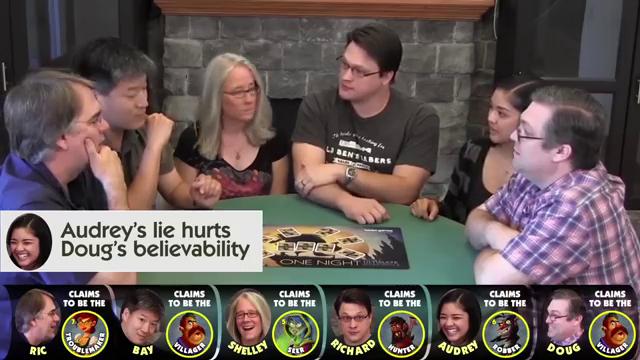 Audrey's lie hurts
Doug's believability
ONE NIGHT ULTIMATE
CLAIMS TO BE THE
TROUBLEMAKER
RIC
CLAIMS TO BE THE
VILLAGER
BAY
CLAIMS TO BE THE
SEER
SHELLEY
CLAIMS TO BE THE
HUNTER
RICHARD
CLAIMS TO BE THE
ROBBER
AUDREY
CLAIMS TO BE THE
VILLAGER
DOUG